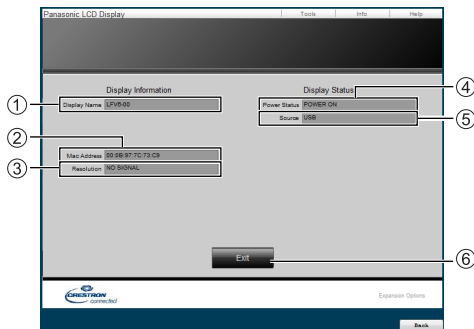 Panasonic LCD Display
Tools Info Help
Display Information
Display Status
④
① Display Name LFV5-00
Power Status POWER ON
Source USB
⑤
②
Mac Address 00:9B:97:7C:73:C9
③ Resolution NO SIGNAL
Exit
⑥
CRESTRON
connected
Expansion Options
Back